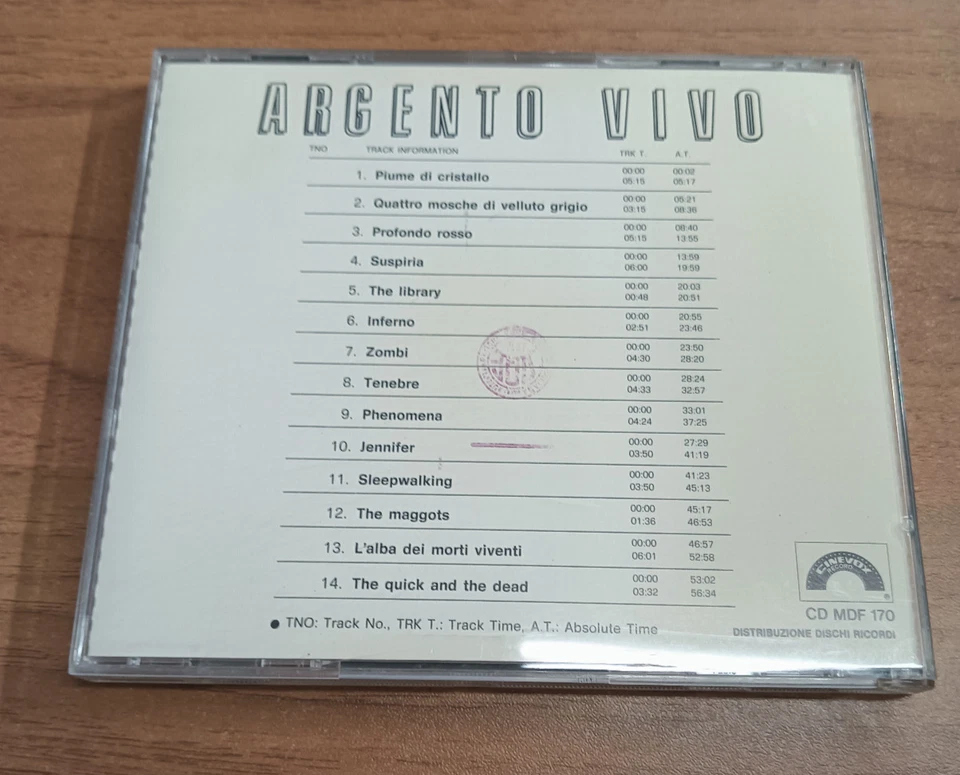 ARGENTO VIVO
TNO TRACK INFORMATION TRK T. A.T.
1. Piume di cristallo 00:00 00:02
05:15 05:17
2. Quattro mosche di velluto grigio 00:00 05:21
03:15 08:36
3. Profondo rosso 00:00 08:40
05:15 13:55
4. Suspiria 00:00 13:59
06:00 19:59
5. The library 00:00 20:03
00:48 20:51
6. Inferno 00:00 20:55
02:51 23:46
7. Zombi 00:00 23:50
04:30 28:20
8. Tenebre 00:00 28:24
04:33 32:57
9. Phenomena 00:00 33:01
04:24 37:25
10. Jennifer 00:00 27:29
03:50 41:19
11. Sleepwalking 00:00 41:23
03:50 45:13
12. The maggots 00:00 45:17
01:36 46:53
13. L'alba dei morti viventi 00:00 46:57
06:01 52:58
14. The quick and the dead 00:00 53:02
03:32 56:34
CINEVOX
RECORD
®
CD MDF 170
● TNO: Track No., TRK T.: Track Time, A.T.: Absolute Time
DISTRIBUZIONE DISCHI RICORDI